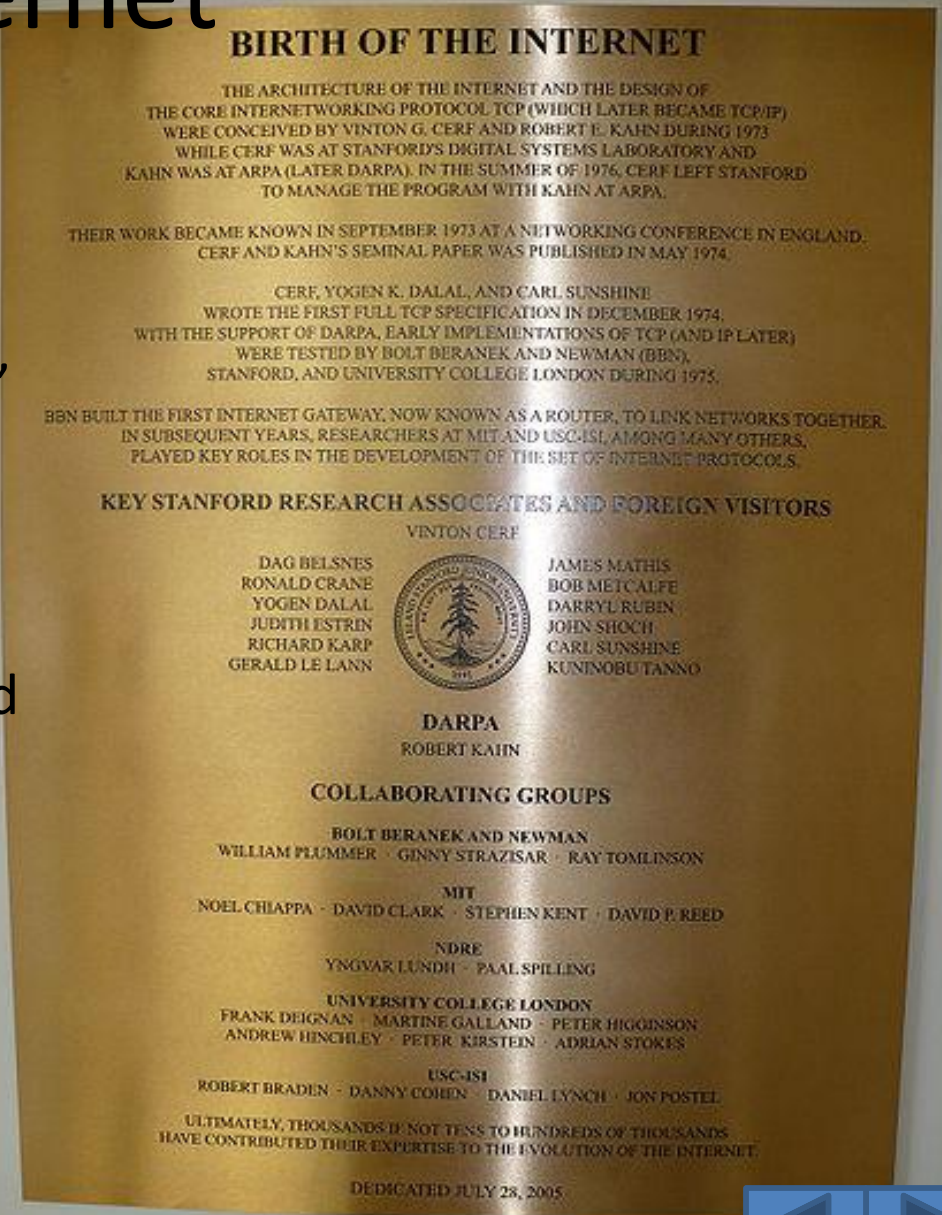 ernet
BIRTH OF THE INTERNET
THE ARCHITECTURE OF THE INTERNET AND THE DESIGN OF
THE CORE INTERNETWORKING PROTOCOL TCP (WHICH LATER BECAME TCP/IP)
WERE CONCEIVED BY VINTON G. CERF AND ROBERT E. KAHN DURING 1973
WHILE CERF WAS AT STANFORD'S DIGITAL SYSTEMS LABORATORY AND
KAHN WAS AT ARPA (LATER DARPA). IN THE SUMMER OF 1976, CERF LEFT STANFORD
TO MANAGE THE PROGRAM WITH KAHN AT ARPA.
THEIR WORK BECAME KNOWN IN SEPTEMBER 1973 AT A NETWORKING CONFERENCE IN ENGLAND.
CERF AND KAHN'S SEMINAL PAPER WAS PUBLISHED IN MAY 1974.
CERF, YOGEN K. DALAL, AND CARL SUNSHINE
WROTE THE FIRST FULL TCP SPECIFICATION IN DECEMBER 1974.
WITH THE SUPPORT OF DARPA, EARLY IMPLEMENTATIONS OF TCP (AND IP LATER)
WERE TESTED BY BOLT BERANEK AND NEWMAN (BBN),
STANFORD, AND UNIVERSITY COLLEGE LONDON DURING 1975.
BBN BUILT THE FIRST INTERNET GATEWAY, NOW KNOWN AS A ROUTER, TO LINK NETWORKS TOGETHER.
IN SUBSEQUENT YEARS, RESEARCHERS AT MIT AND USC-ISI, AMONG MANY OTHERS,
PLAYED KEY ROLES IN THE DEVELOPMENT OF THE SET OF INTERNET PROTOCOLS.
KEY STANFORD RESEARCH ASSOCIATES AND FOREIGN VISITORS
VINTON CERF
DAG BELSNES
RONALD CRANE
YOGEN DALAL
JUDITH ESTRIN
RICHARD KARP
GERALD LE LANN
JAMES MATHIS
BOB METCALFE
DARRYL RUBIN
JOHN SHOCH
CARL SUNSHINE
KUNINOBU TANNO
d
DARPA
ROBERT KAHN
COLLABORATING GROUPS
BOLT BERANEK AND NEWMAN
WILLIAM PLUMMER · GINNY STRAZISAR · RAY TOMLINSON
MIT
NOEL CHIAPPA · DAVID CLARK · STEPHEN KENT · DAVID P. REED
NDRE
YNGVAR LUNDH · PAAL SPILLING
UNIVERSITY COLLEGE LONDON
FRANK DEIGNAN · MARTINE GALLAND · PETER HIGGINSON
ANDREW HINCHLEY · PETER KIRSTEIN · ADRIAN STOKES
USC-ISI
ROBERT BRADEN · DANNY COHEN · DANIEL LYNCH · JON POSTEL
ULTIMATELY, THOUSANDS IF NOT TENS TO HUNDREDS OF THOUSANDS
HAVE CONTRIBUTED THEIR EXPERTISE TO THE EVOLUTION OF THE INTERNET.
DEDICATED JULY 28, 2005